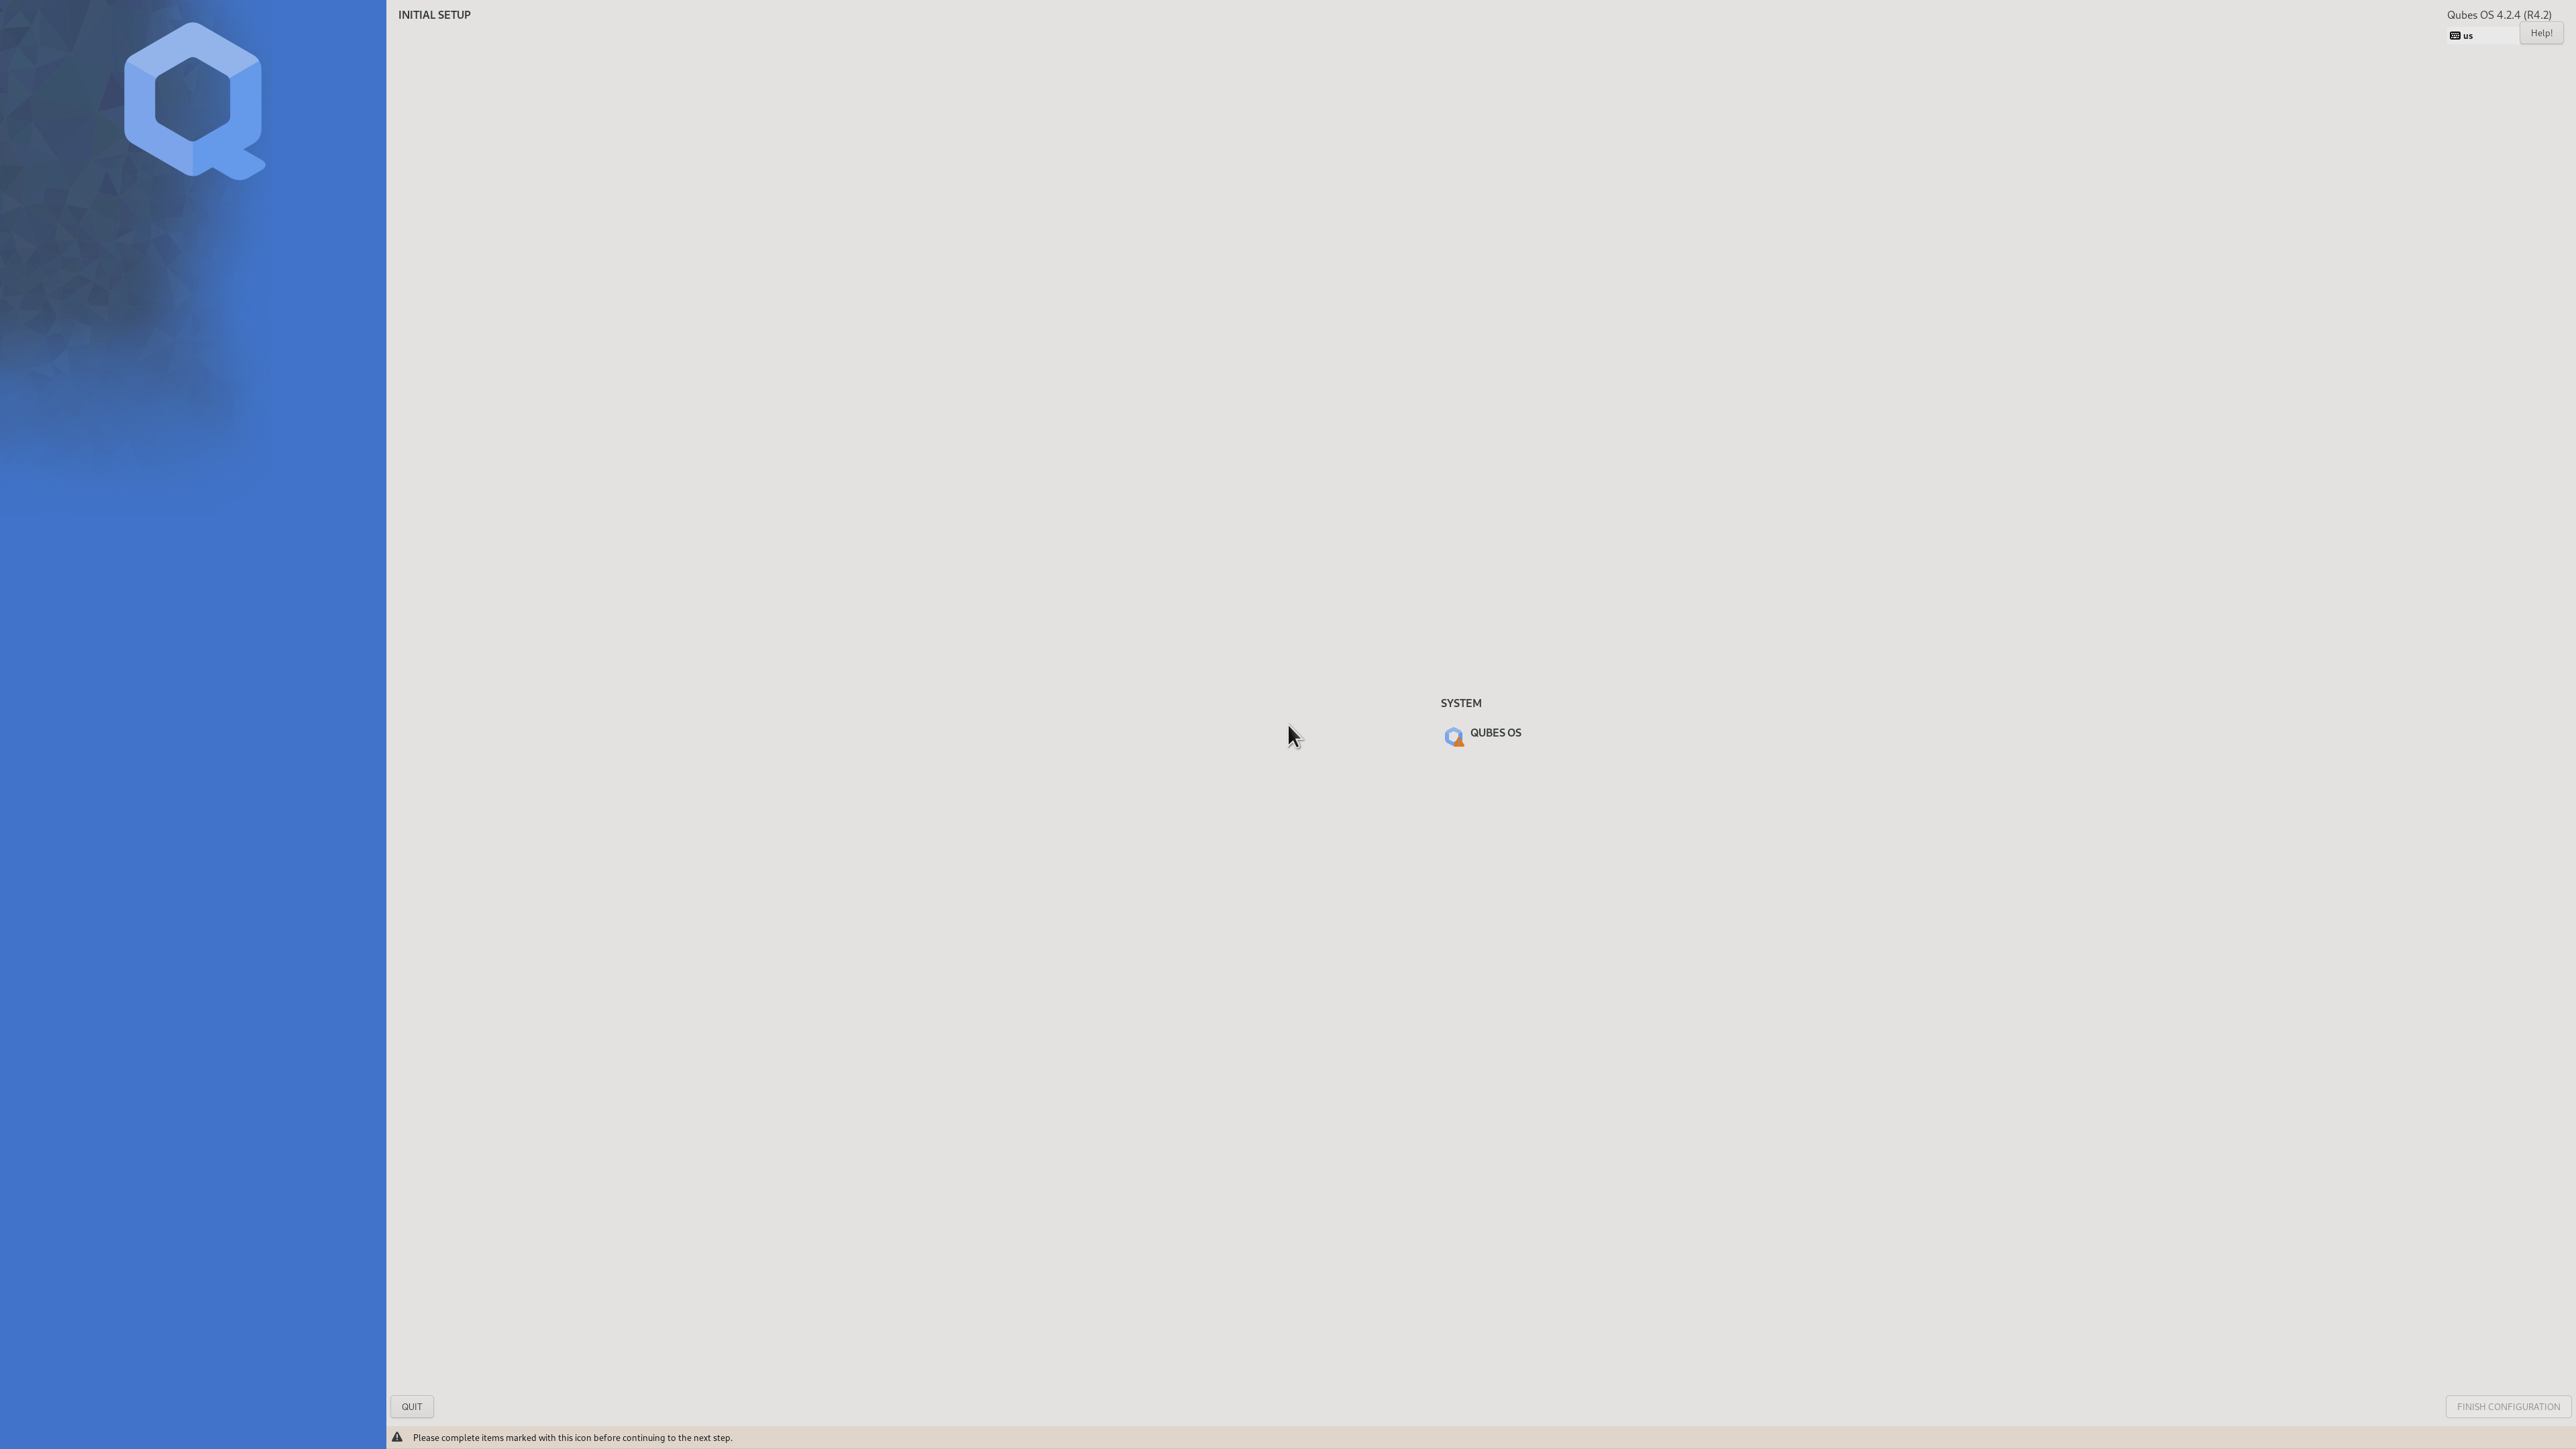 INITIAL SETUP
Qubes OS 4.2.4 (R4.2)
us
Help!
SYSTEM
QUBES OS
QUIT
FINISH CONFIGURATION
Please complete items marked with this icon before continuing to the next step.